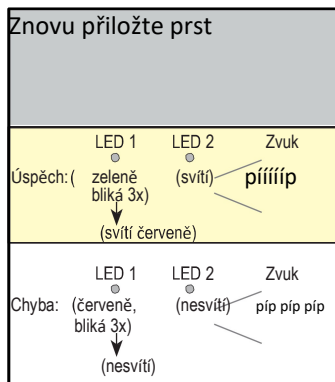 Znovu přiložte prst
LED 1 LED 2 Zvuk
Úspěch: ( zeleně (svítí) pííííííp
bliká 3x)
(svítí červeně)
LED 1 LED 2 Zvuk
Chyba: (červeně, (nesvítí) píp píp píp
bliká 3x)
(nesvítí)